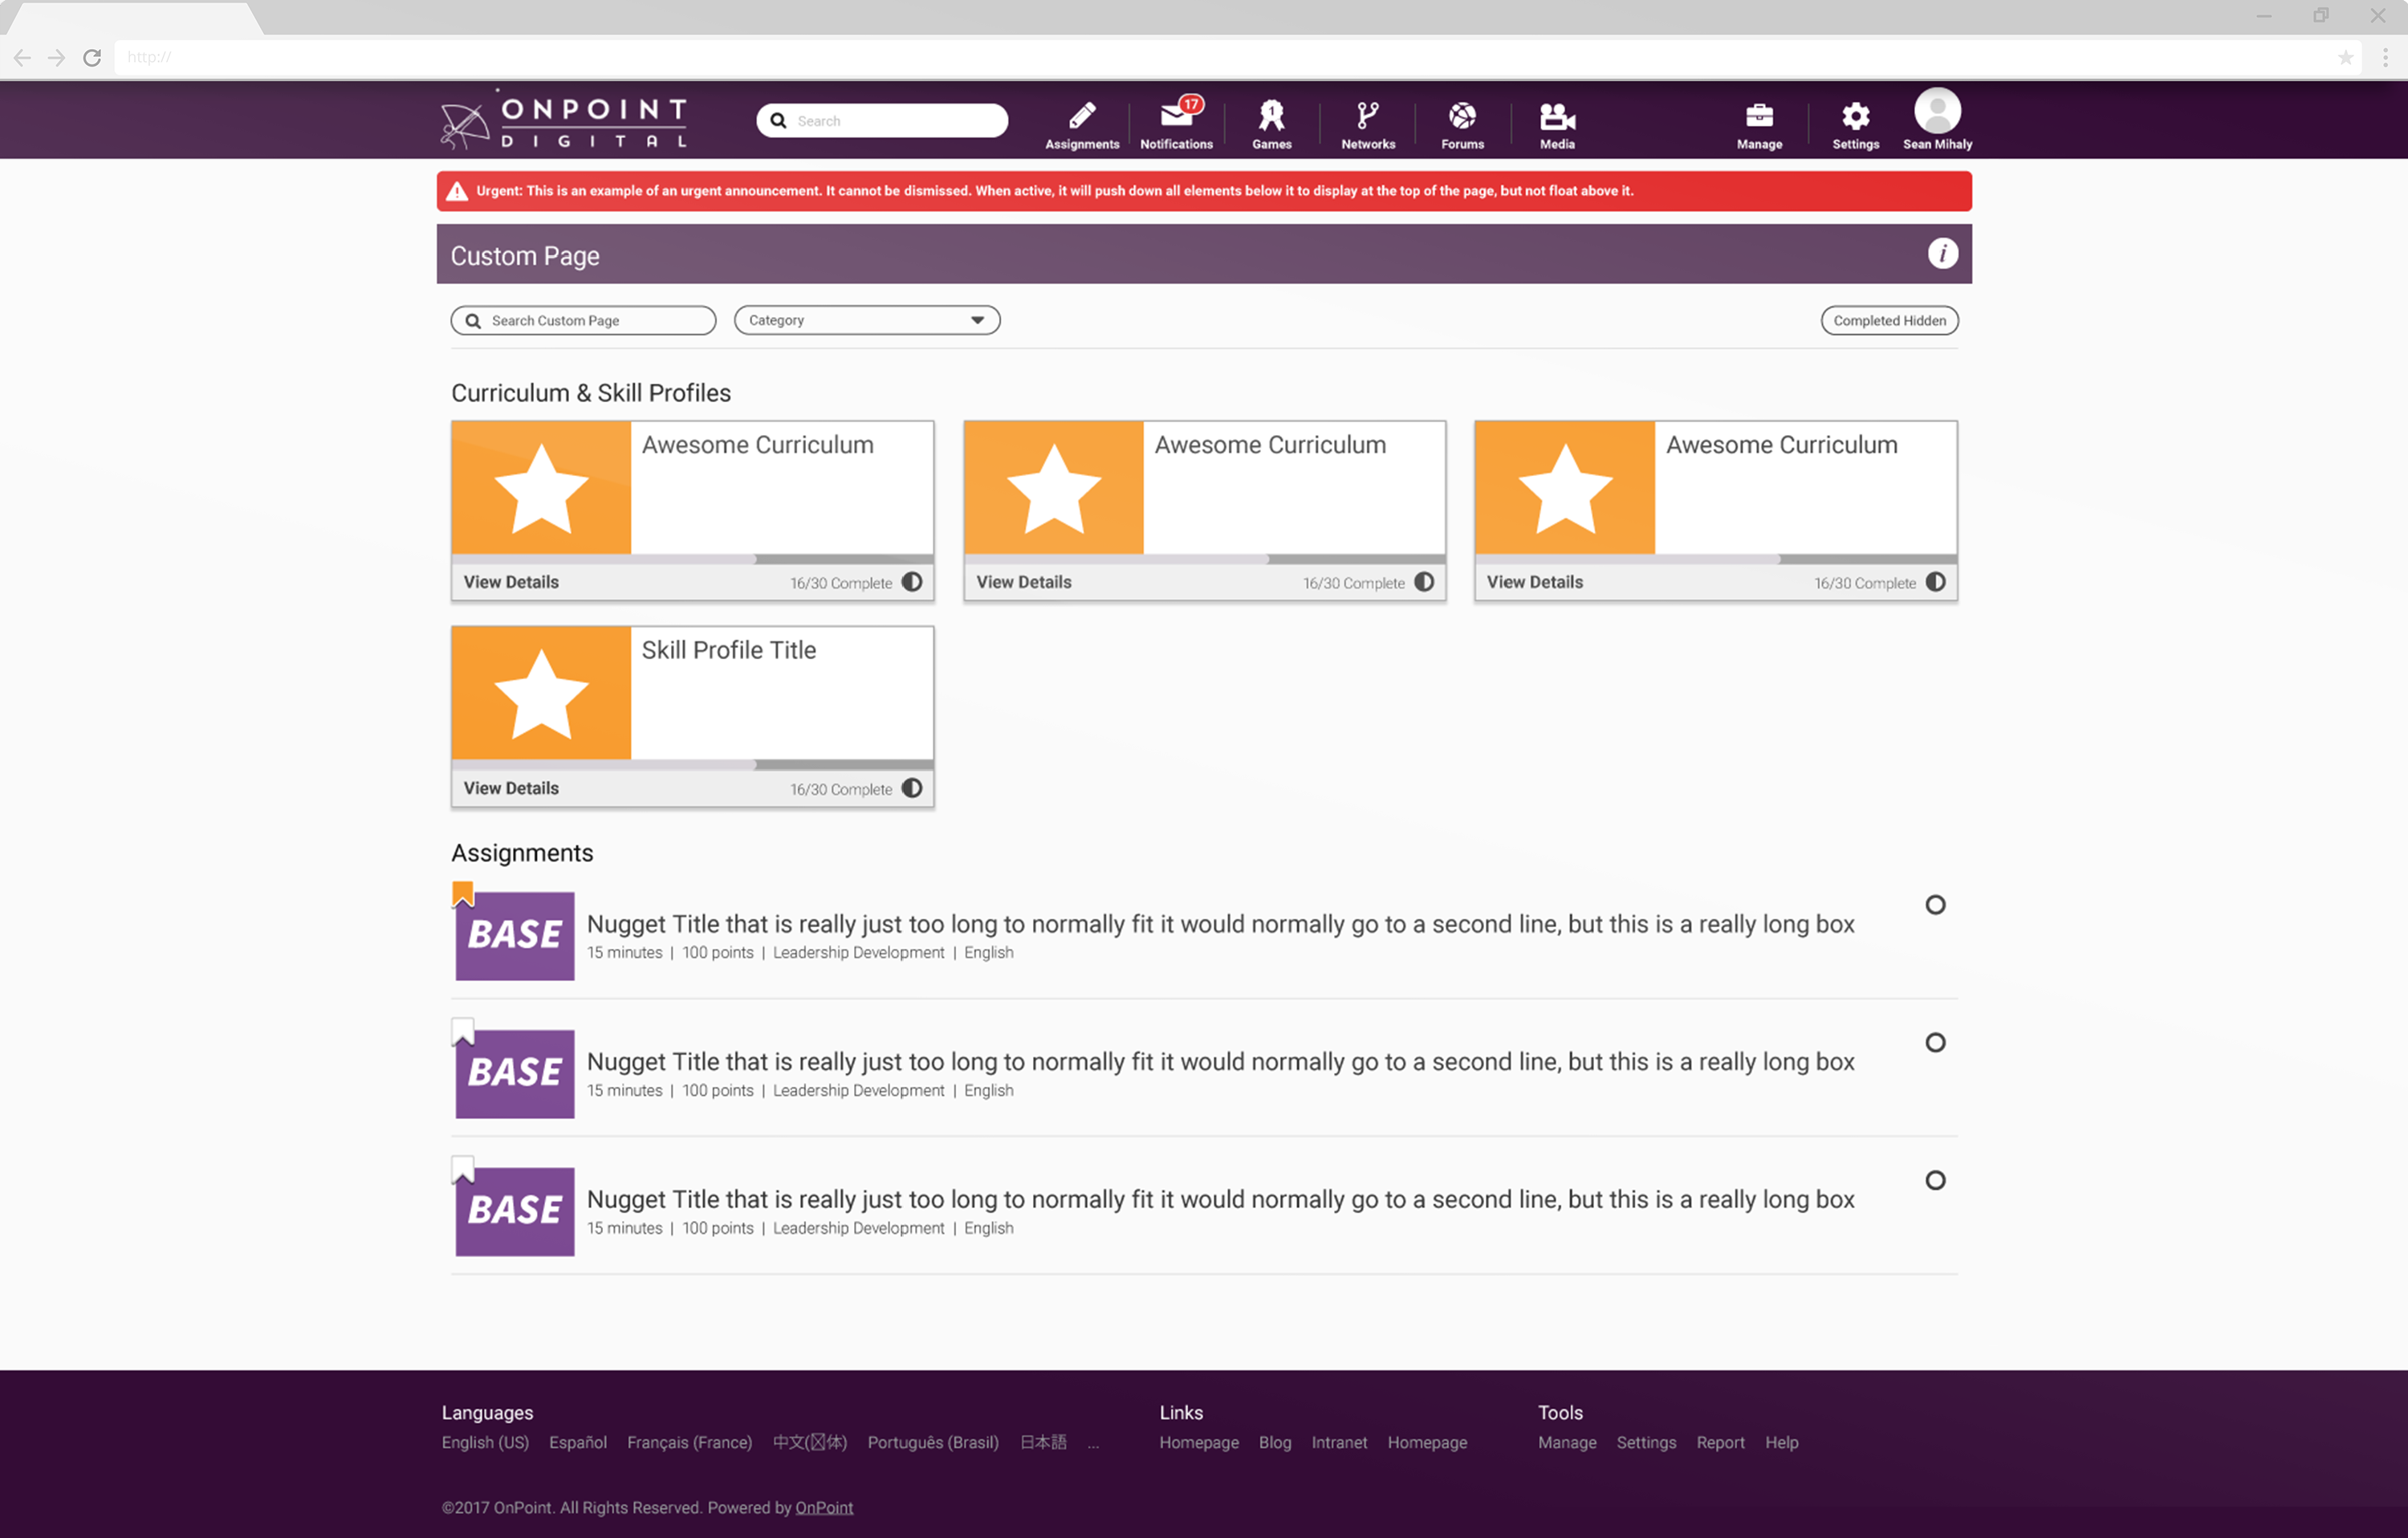 http://
ONPOINT
DIGITAL
Search
Assignments
17
Notifications
1
Games
Networks
Forums
Media
Manage
Settings
Sean Mihaly
Urgent: This is an example of an urgent announcement. It cannot be dismissed. When active, it will push down all elements below it to display at the top of the page, but not float above it.
Custom Page
i
Search Custom Page
Category
Completed Hidden
Curriculum & Skill Profiles
Awesome Curriculum
View Details
16/30 Complete
Awesome Curriculum
View Details
16/30 Complete
Awesome Curriculum
View Details
16/30 Complete
Skill Profile Title
View Details
16/30 Complete
Assignments
BASE
Nugget Title that is really just too long to normally fit it would normally go to a second line, but this is a really long box
15 minutes | 100 points | Leadership Development | English
BASE
Nugget Title that is really just too long to normally fit it would normally go to a second line, but this is a really long box
15 minutes | 100 points | Leadership Development | English
BASE
Nugget Title that is really just too long to normally fit it would normally go to a second line, but this is a really long box
15 minutes | 100 points | Leadership Development | English
Languages
English (US) Español Français (France) 中文(☒体) Português (Brasil) 日本語 ...
Links
Homepage Blog Intranet Homepage
Tools
Manage Settings Report Help
©2017 OnPoint. All Rights Reserved. Powered by OnPoint